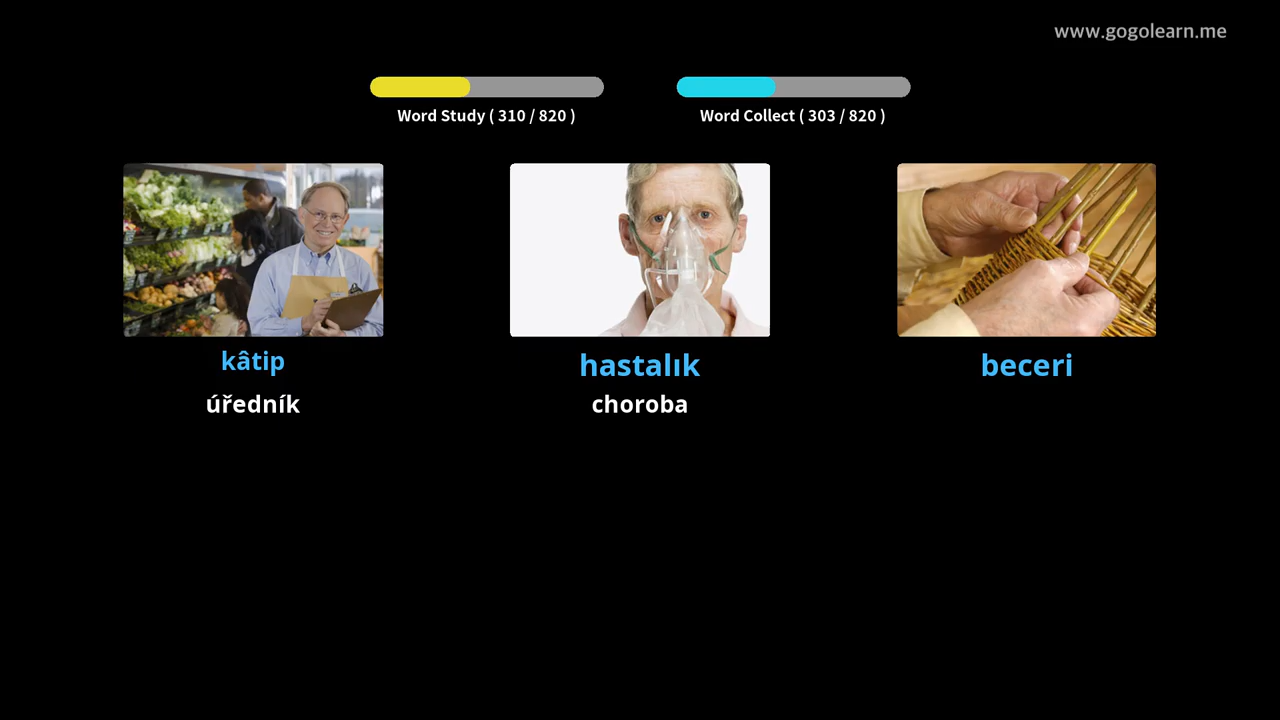 www.gogolearn.me
Word Study ( 310 / 820 )
Word Collect ( 303 / 820 )
kâtip
úředník
hastalık
choroba
beceri